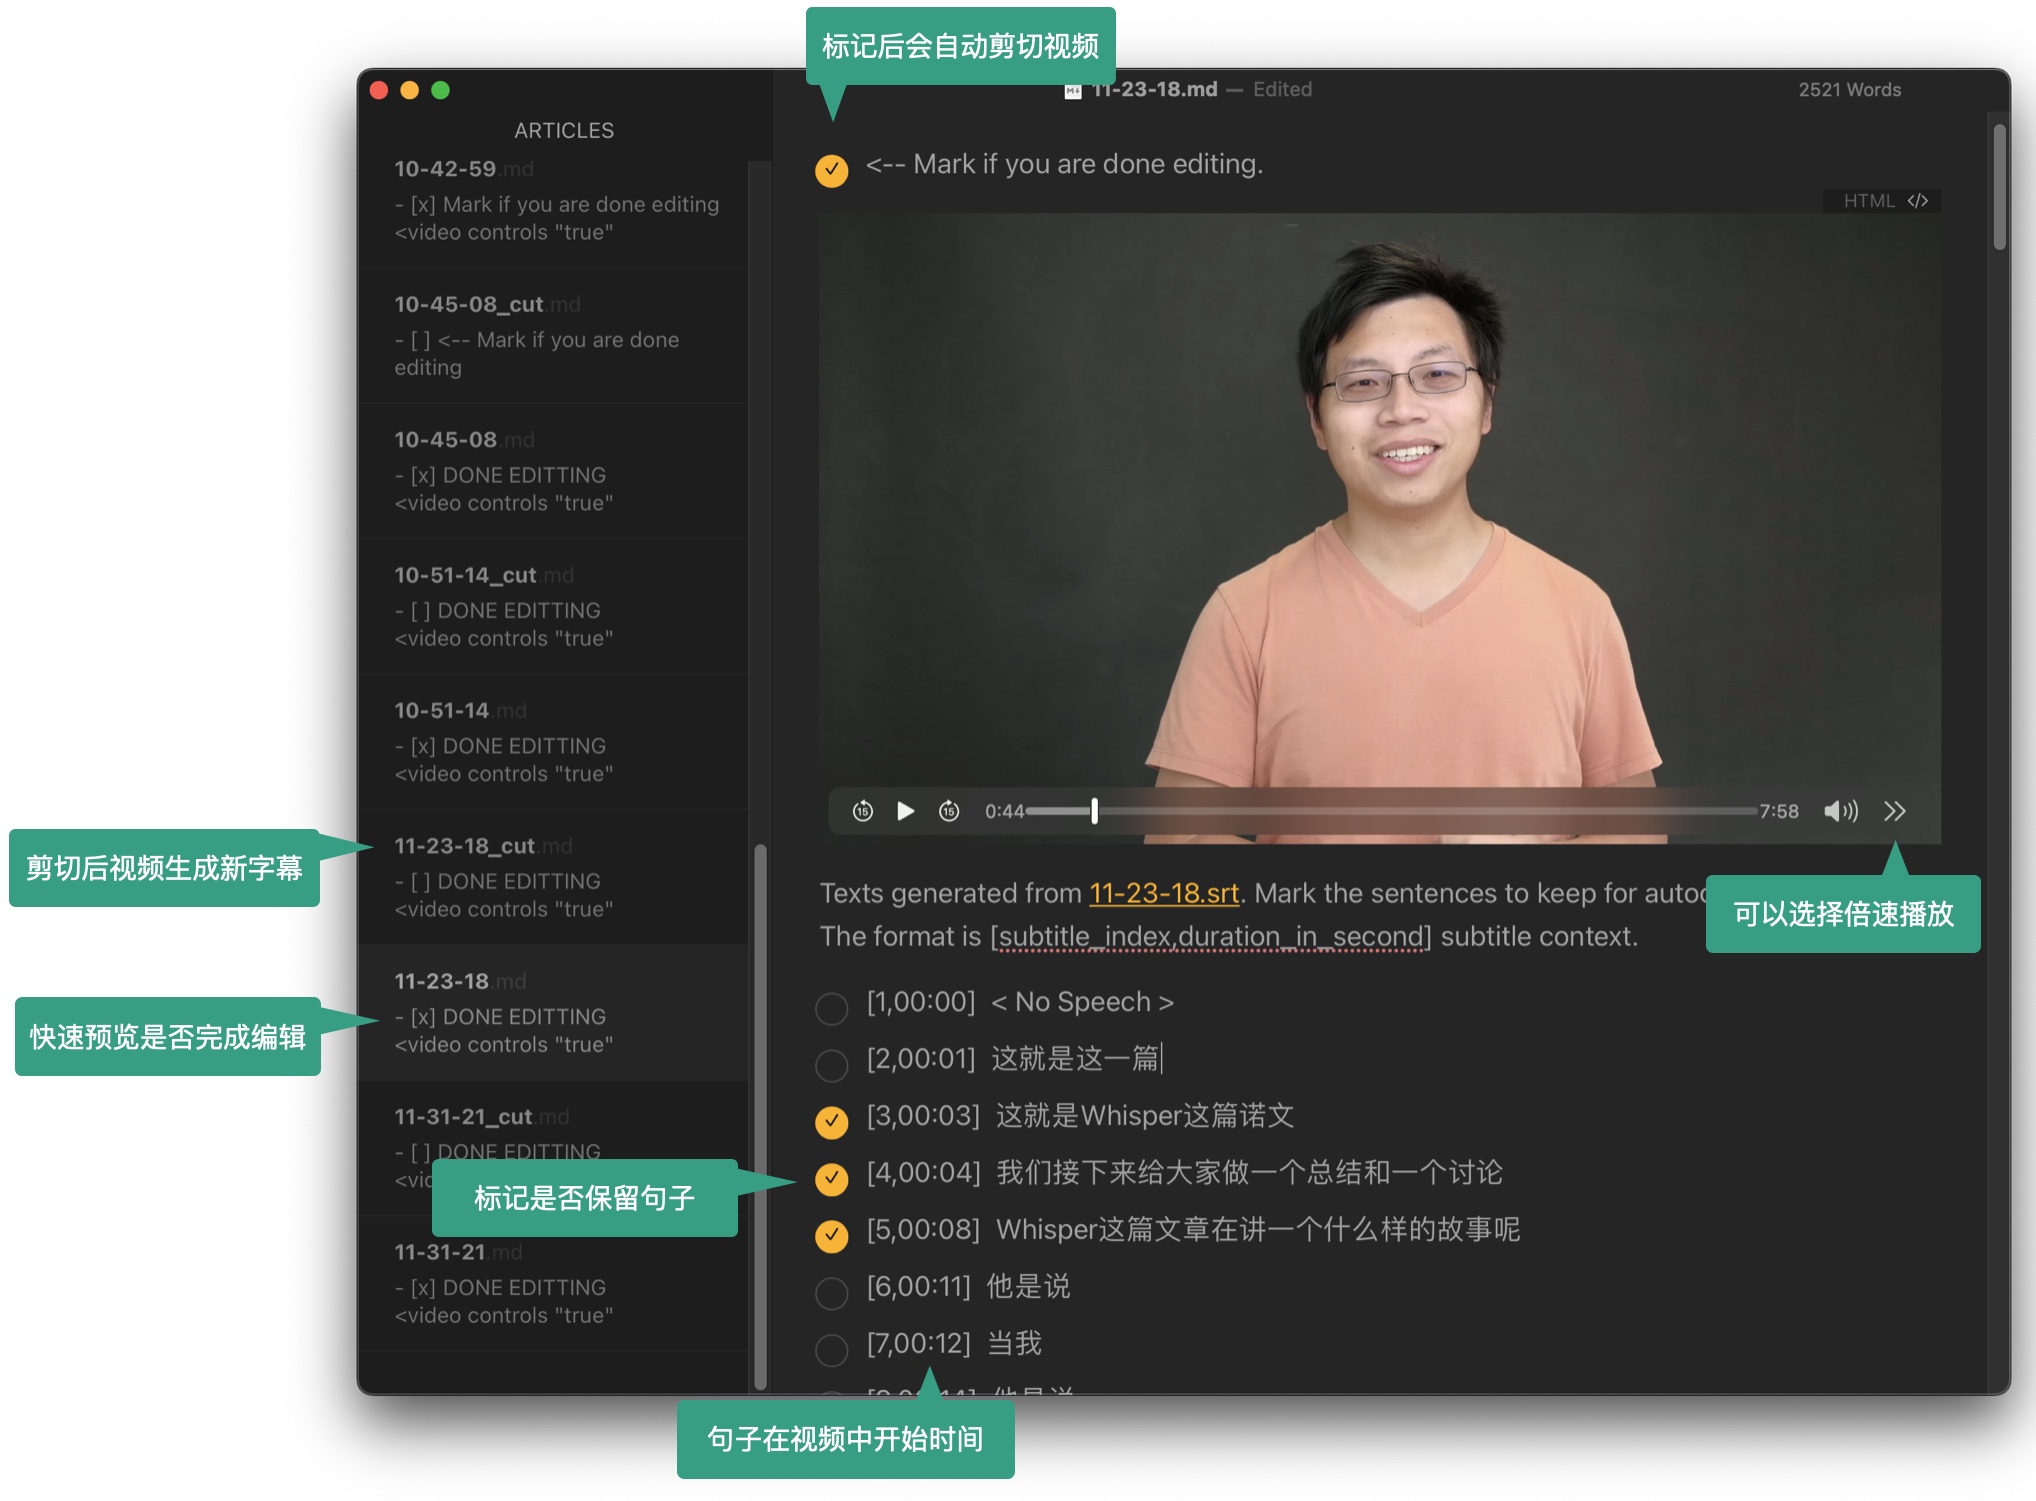 标记后会自动剪切视频
11-23-18.md — Edited
2521 Words
ARTICLES
10-42-59.md
- [x] Mark if you are done editing
<video controls "true"
10-45-08_cut.md
- [ ] <-- Mark if you are done
editing
10-45-08.md
- [x] DONE EDITTING
<video controls "true"
10-51-14_cut.md
- [ ] DONE EDITTING
<video controls "true"
10-51-14.md
- [x] DONE EDITTING
<video controls "true"
11-23-18_cut.md
- [ ] DONE EDITTING
<video controls "true"
剪切后视频生成新字幕
11-23-18.md
- [x] DONE EDITTING
<video controls "true"
快速预览是否完成编辑
11-31-21_cut.md
- [ ] DONE EDITTING
标记是否保留句子
11-31-21.md
- [x] DONE EDITTING
<video controls "true"
<-- Mark if you are done editing.
HTML </>
15 15 0:44 7:58
Texts generated from 11-23-18.srt. Mark the sentences to keep for
The format is [subtitle_index,duration_in_second] subtitle context.
可以选择倍速播放
[1,00:00] < No Speech >
[2,00:01] 这就是这一篇
[3,00:03] 这就是Whisper这篇诺文
[4,00:04] 我们接下来给大家做一个总结和一个讨论
[5,00:08] Whisper这篇文章在讲一个什么样的故事呢
[6,00:11] 他是说
[7,00:12] 当我
句子在视频中开始时间